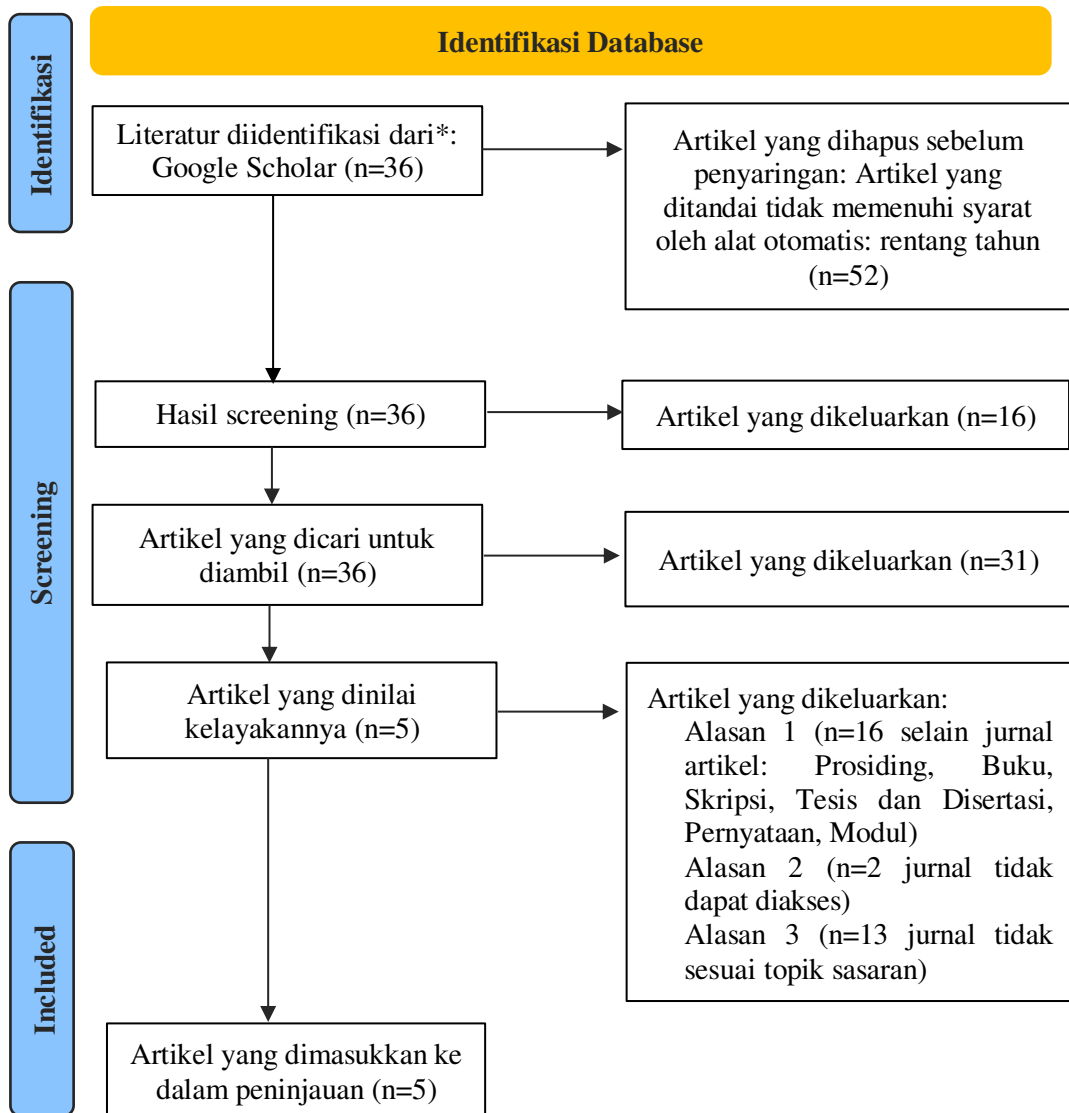 Identifikasi
Identifikasi Database
Literatur diidentifikasi dari*:
Google Scholar (n=36)
Artikel yang dihapus sebelum
penyaringan: Artikel yang
ditandai tidak memenuhi syarat
oleh alat otomatis: rentang tahun
(n=52)
Screening
Hasil screening (n=36)
Artikel yang dikeluarkan (n=16)
Artikel yang dicari untuk
diambil (n=36)
Artikel yang dikeluarkan (n=31)
Artikel yang dinilai
kelayakannya (n=5)
Artikel yang dikeluarkan:
Alasan 1 (n=16 selain jurnal
artikel: Prosiding, Buku,
Skripsi, Tesis dan Disertasi,
Pernyataan, Modul)
Alasan 2 (n=2 jurnal tidak
dapat diakses)
Alasan 3 (n=13 jurnal tidak
sesuai topik sasaran)
Included
Artikel yang dimasukkan ke
dalam peninjauan (n=5)